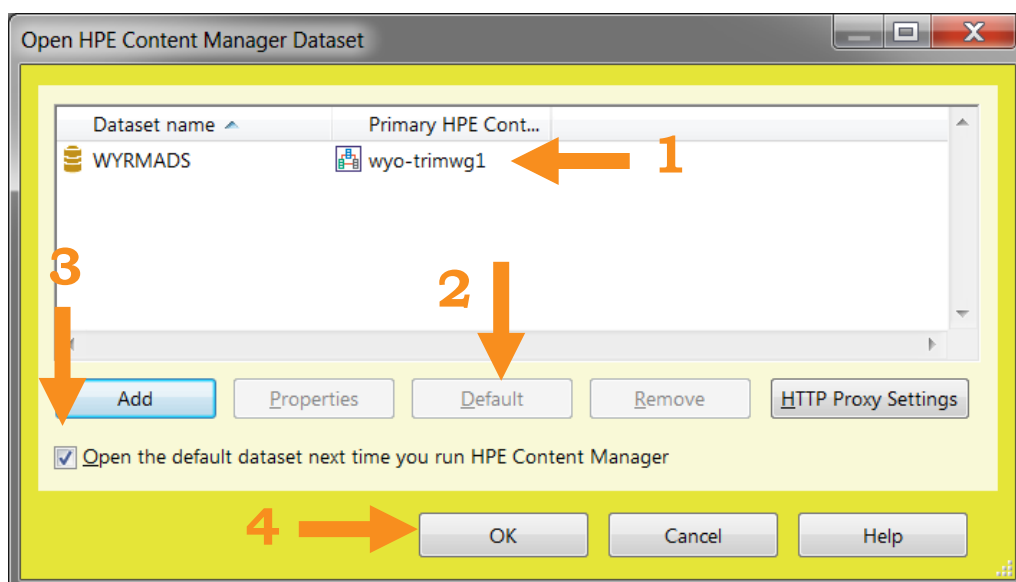 Open HPE Content Manager Dataset
X
Dataset name Primary HPE Cont...
WYRMADS wyo-trimwg1 1
3
2
Add Properties Default Remove HTTP Proxy Settings
Open the default dataset next time you run HPE Content Manager
4 OK Cancel Help